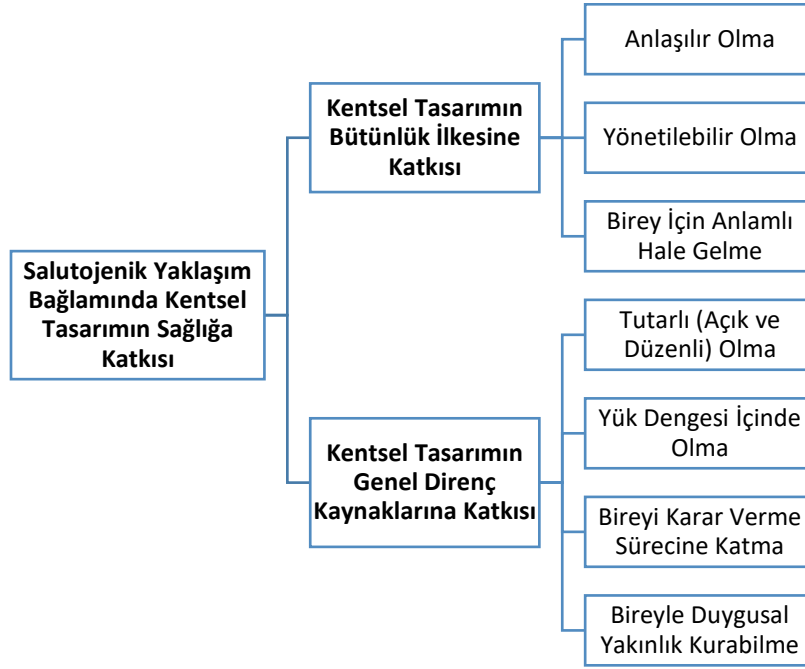 Salutojenik Yaklaşım
Bağlamında Kentsel
Tasarımın Sağlığa
Katkısı
Kentsel Tasarımın
Bütünlük İlkesine
Katkısı
Anlaşılır Olma
Yönetilebilir Olma
Birey İçin Anlamlı
Hale Gelme
Kentsel Tasarımın
Genel Direnç
Kaynaklarına Katkısı
Tutarlı (Açık ve
Düzenli) Olma
Yük Dengesi İçinde
Olma
Bireyi Karar Verme
Sürecine Katma
Bireyle Duygusal
Yakınlık Kurabilme